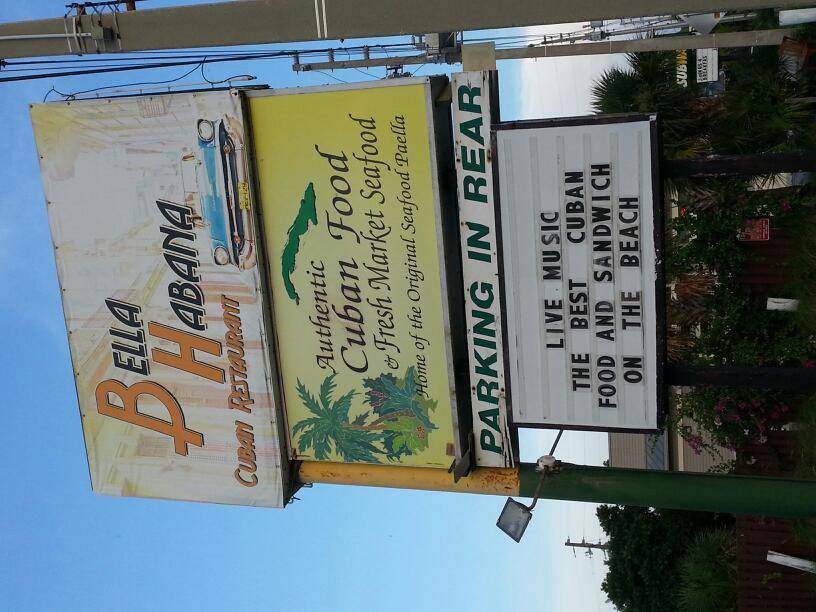 BELLA
HABANA
CUBAN RESTAURANT
Authentic
Cuban Food
& Fresh Market Seafood
Home of the Original Seafood Paella
PARKING IN REAR
LIVE MUSIC
THE BEST CUBAN
FOOD AND SANDWICH
ON THE BEACH
SUBWAY